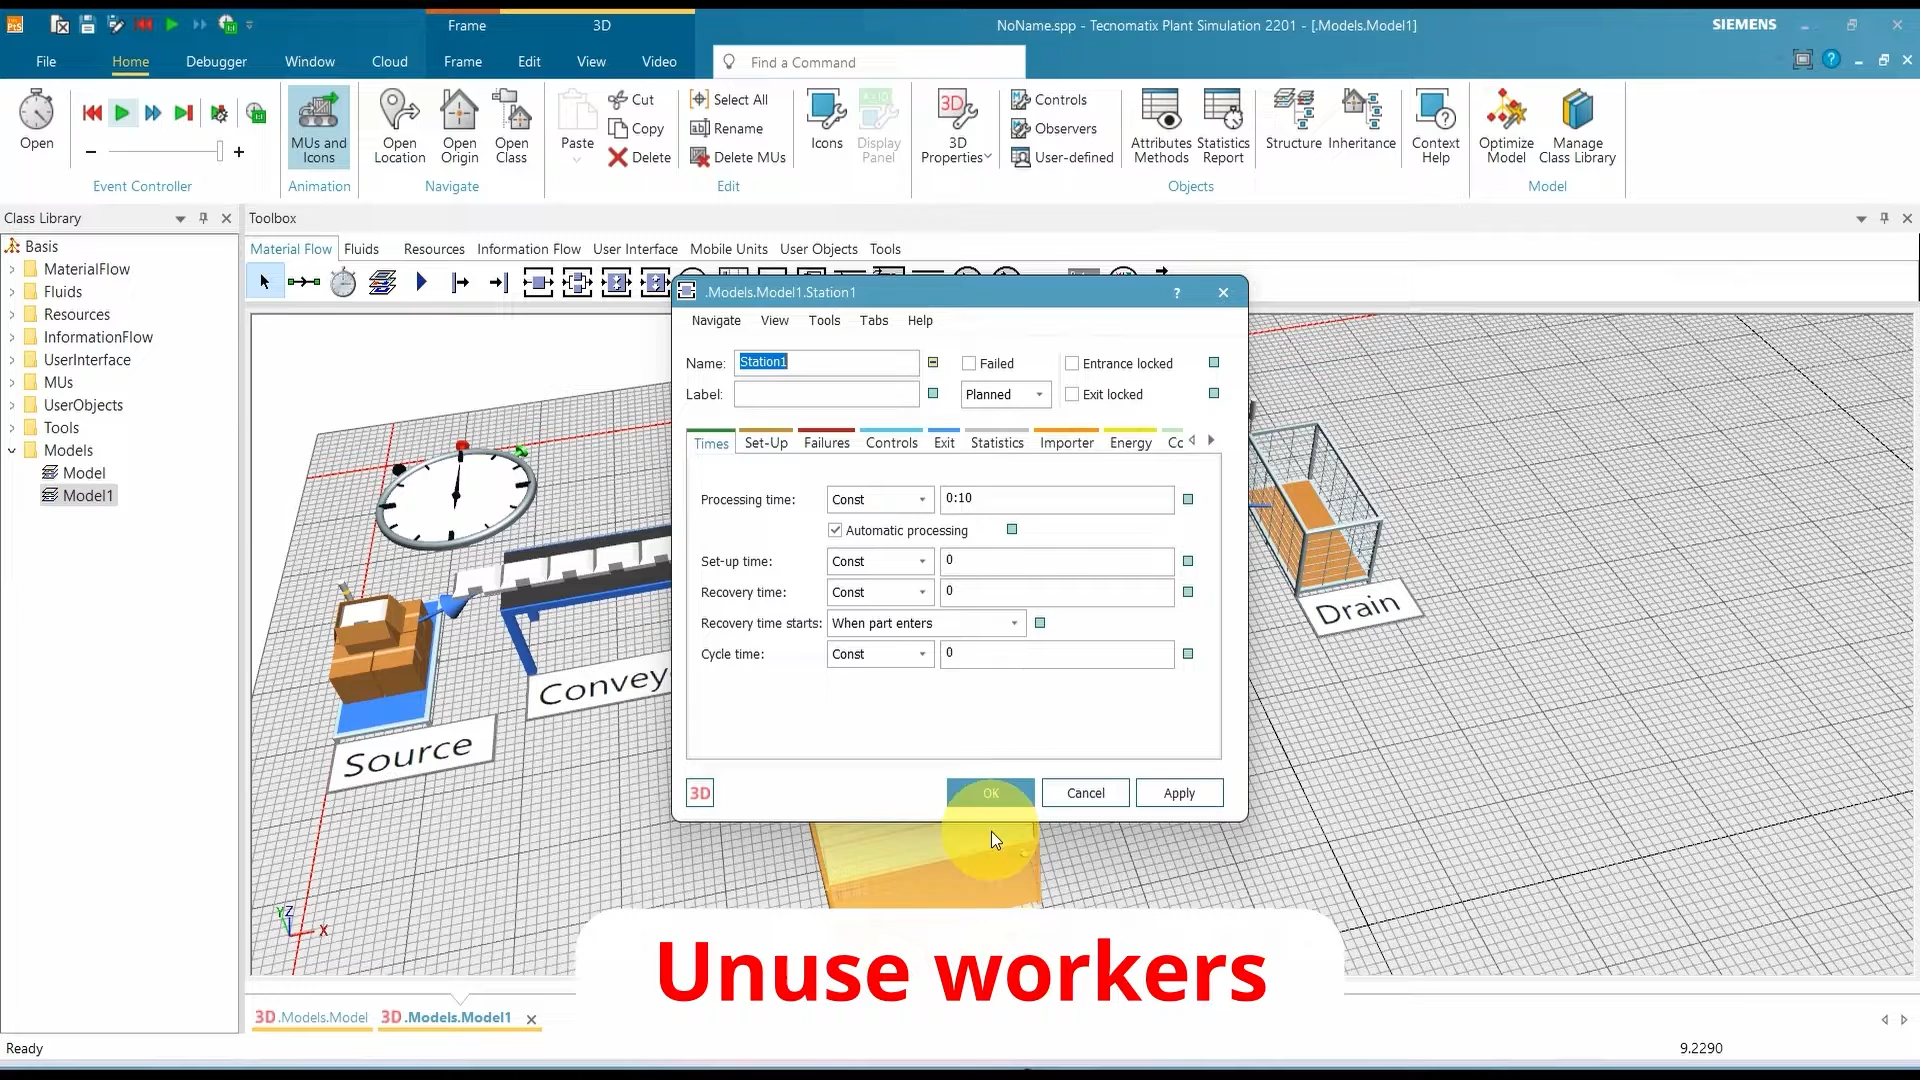 Frame
3D
NoName.spp - Tecnomatix Plant Simulation 2201 - [.Models.Model1]
SIEMENS
File
Home
Debugger
Window
Cloud
Frame
Edit
View
Video
Find a Command
Open
Event Controller
MUs and Icons
Animation
Open Location
Open Origin
Open Class
Navigate
Paste
Cut
Copy
Delete
Select All
Rename
Delete MUs
Edit
Icons
Display Panel
3D Properties
Controls
Observers
User-defined
Attributes Methods
Statistics Report
Structure
Inheritance
Objects
Context Help
Optimize Model
Manage Class Library
Model
Class Library
Toolbox
Basis
MaterialFlow
Fluids
Resources
InformationFlow
UserInterface
MUs
UserObjects
Tools
Models
Model
Model1
Material Flow
Fluids
Resources
Information Flow
User Interface
Mobile Units
User Objects
Tools
.Models.Model1.Station1
?
Navigate
View
Tools
Tabs
Help
Name:
Station1
Failed
Entrance locked
Label:
Planned
Exit locked
Times
Set-Up
Failures
Controls
Exit
Statistics
Importer
Energy
Cc
Processing time:
Const
0:10
Automatic processing
Set-up time:
Const
0
Recovery time:
Const
0
Recovery time starts:
When part enters
Cycle time:
Const
0
3D
OK
Cancel
Apply
Source
Convey
Drain
Y
Z
X
Unuse workers
3D .Models.Model
3D .Models.Model1
Ready
9.2290